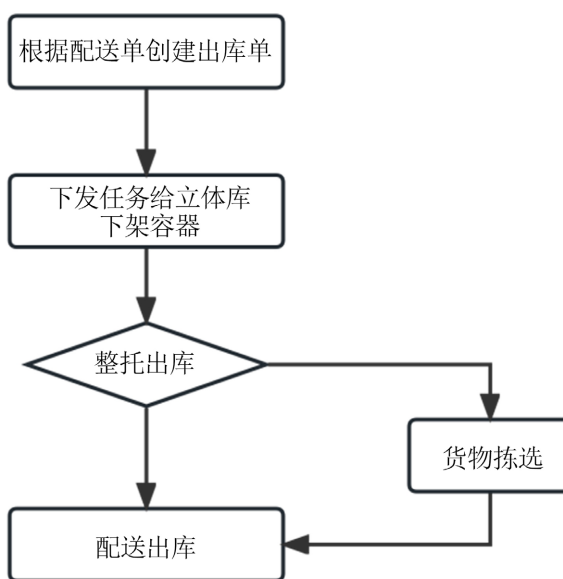 根据配送单创建出库单
下发任务给立体库
下架容器
整托出库
货物拣选
配送出库